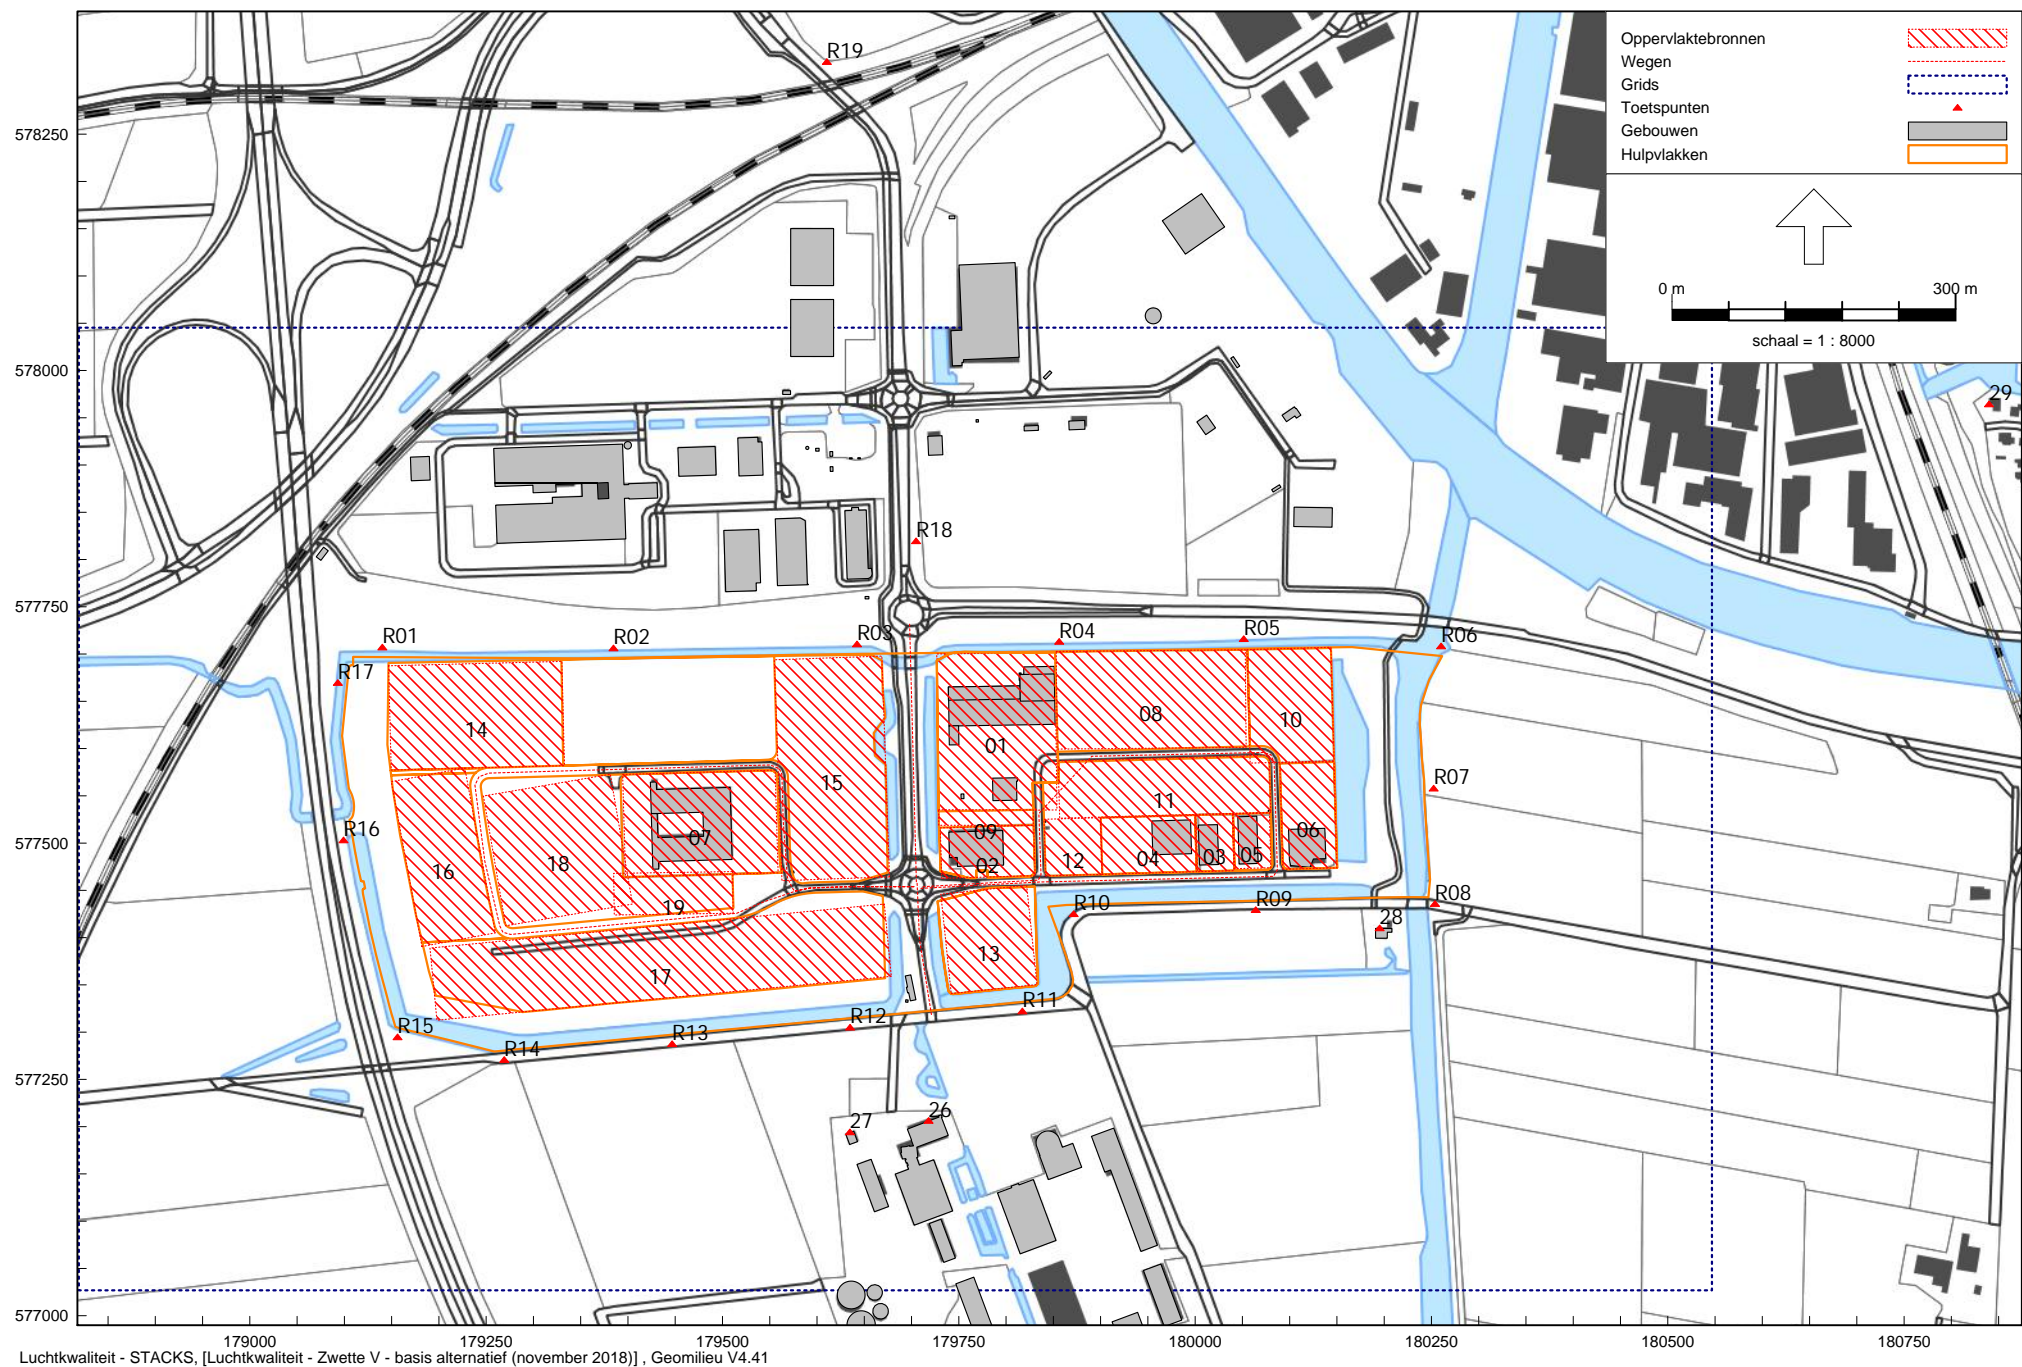 R19
Oppervlaktebronnen
Wegen
Grids
Toetspunten
Gebouwen
Hulpvlakken
0 m 300 m
schaal = 1 : 8000
578250
578000
29
R18
577750
R01 R02 R03 R04 R05 R06
R17
14 08 10
01
15 11 R07
R16
577500
07 09 06
16 18 02 12 04 03 05
19 R10 R09 R08
28
17 13
R15 R14 R13 R12 R11
577250
27 26
577000
179000 179250 179500 179750 180000 180250 180500 180750
Luchtkwaliteit - STACKS, [Luchtkwaliteit - Zwette V - basis alternatief (november 2018)] , Geomilieu V4.41